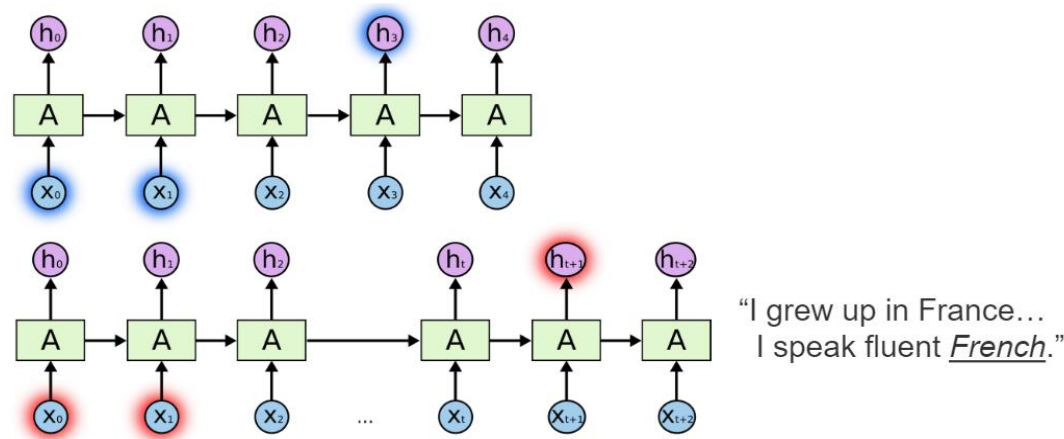 h₀ h₁ h₂ h₃ h₄
A A A A A
x₀ x₁ x₂ x₃ x₄
h₀ h₁ h₂ hₜ hₜ₊₁ hₜ₊₂
A A A A A A
x₀ x₁ x₂ ... xₜ xₜ₊₁ xₜ₊₂
“I grew up in France…
I speak fluent French.”